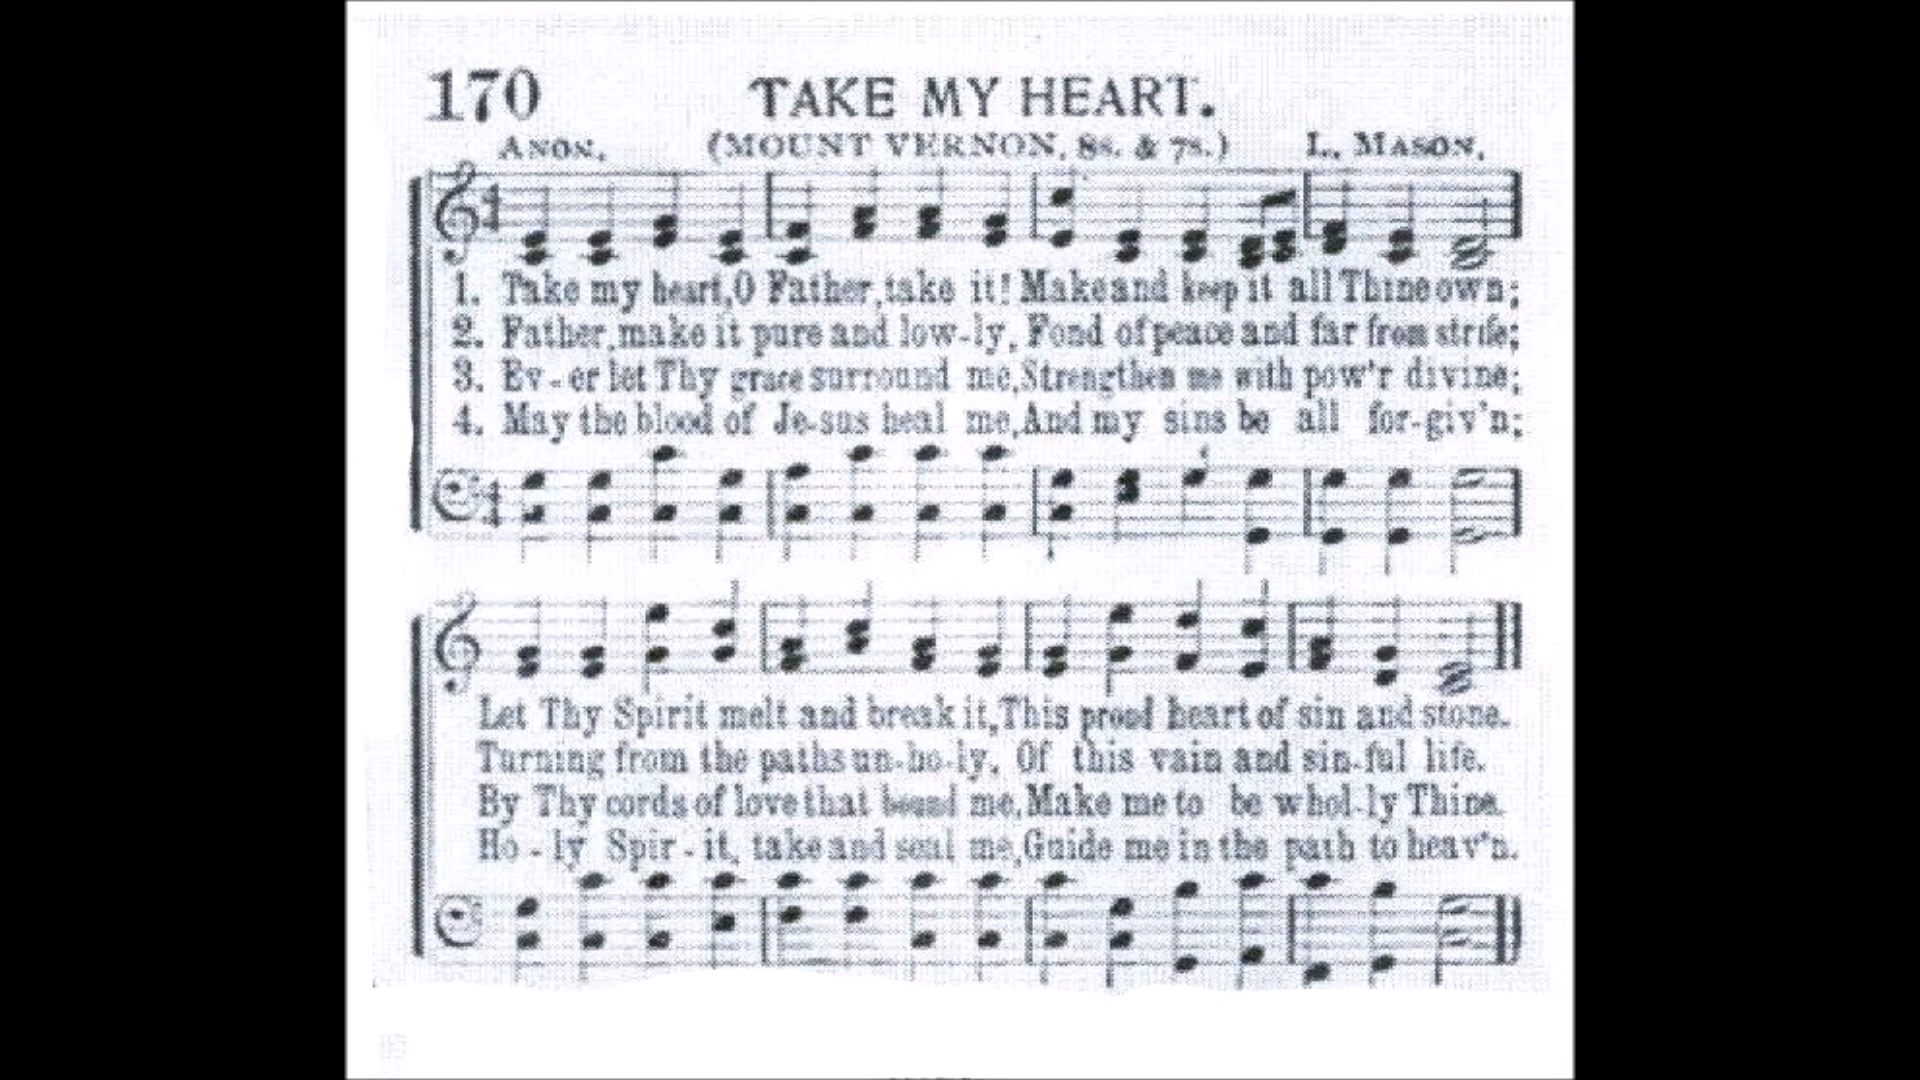 170 TAKE MY HEART.
ANON. (MOUNT VERNON. 8s. & 7s.) L. MASON.
1. Take my heart, O Father, take it! Make and keep it all Thine own;
2. Father, make it pure and low-ly, Fond of peace and far from strife;
3. Ev-er let Thy grace surround me, Strengthen me with pow'r divine;
4. May the blood of Je-sus heal me, And my sins be all for-giv'n;
Let Thy Spirit melt and break it, This proud heart of sin and stone.
Turning from the paths un-ho-ly, Of this vain and sin-ful life.
By Thy cords of love that bound me, Make me to be whol-ly Thine.
Ho-ly Spir-it, take and seal me, Guide me in the path to heav'n.